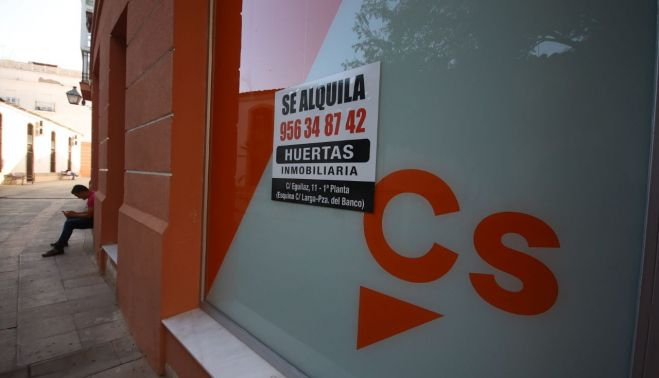 SE ALQUILA
956 34 87 42
HUERTAS
INMOBILIARIA
C/ Eguilaz, 11 - 1ª Planta
(Esquina C/ Larga-Pza. del Banco)
Cs